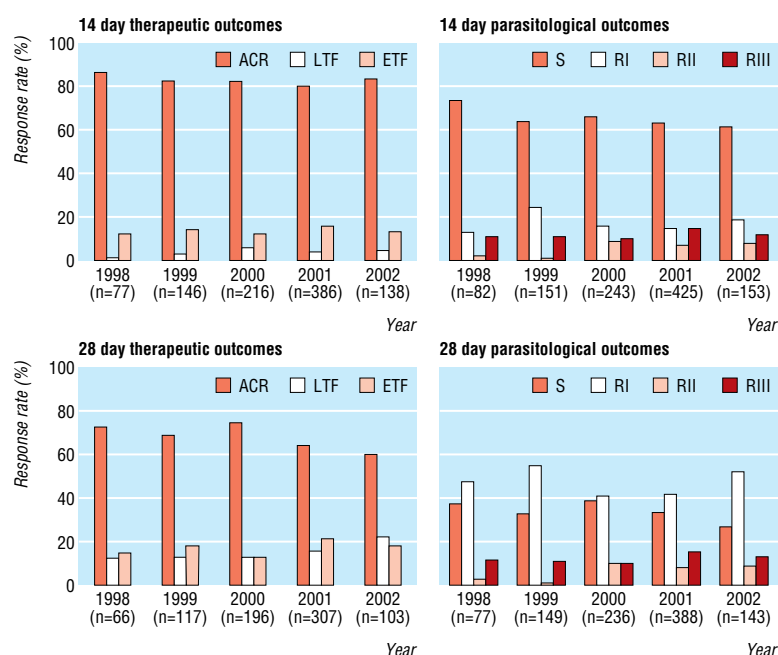 14 day therapeutic outcomes
Response rate (%)
100
80
60
40
20
0
ACR LTF ETF
1998 1999 2000 2001 2002
(n=77) (n=146) (n=216) (n=386) (n=138)
Year
14 day parasitological outcomes
S RI RII RIII
1998 1999 2000 2001 2002
(n=82) (n=151) (n=243) (n=425) (n=153)
Year
28 day therapeutic outcomes
Response rate (%)
100
80
60
40
20
0
ACR LTF ETF
1998 1999 2000 2001 2002
(n=66) (n=117) (n=196) (n=307) (n=103)
Year
28 day parasitological outcomes
S RI RII RIII
1998 1999 2000 2001 2002
(n=77) (n=149) (n=236) (n=388) (n=143)
Year